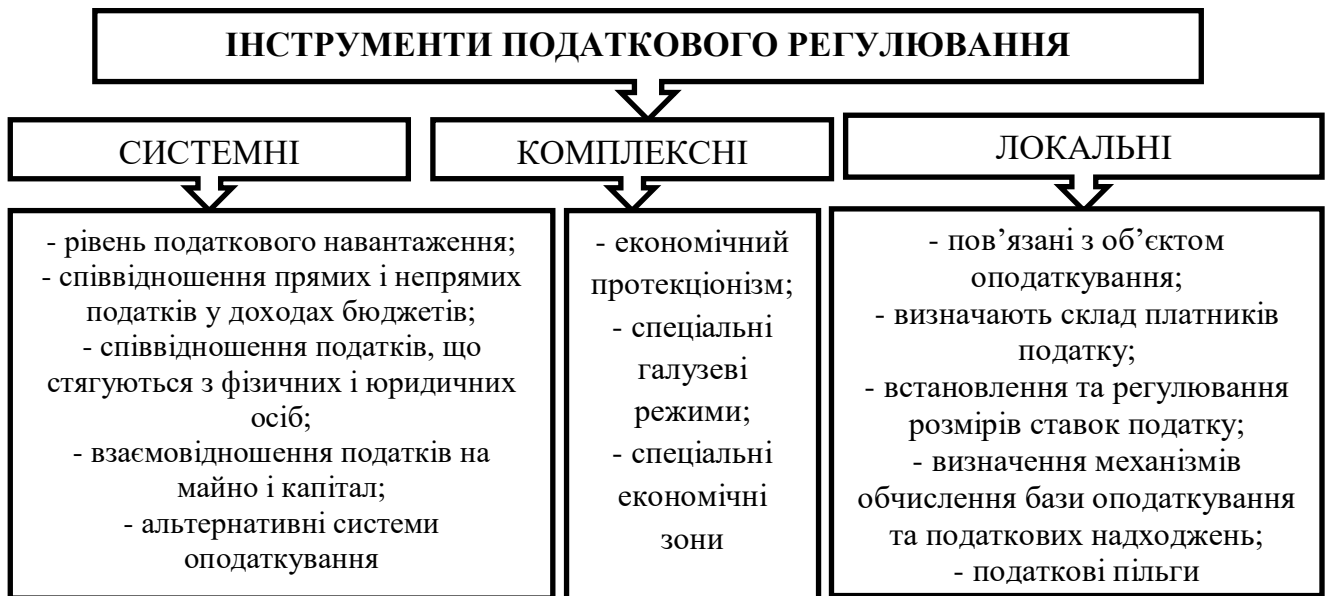 ІНСТРУМЕНТИ ПОДАТКОВОГО РЕГУЛЮВАННЯ
СИСТЕМНІ
- рівень податкового навантаження;
- співвідношення прямих і непрямих
податків у доходах бюджетів;
- співвідношення податків, що
стягуються з фізичних і юридичних
осіб;
- взаємовідношення податків на
майно і капітал;
- альтернативні системи
оподаткування
КОМПЛЕКСНІ
- економічний
протекціонізм;
- спеціальні
галузеві
режими;
- спеціальні
економічні
зони
ЛОКАЛЬНІ
- пов’язані з об’єктом
оподаткування;
- визначають склад платників
податку;
- встановлення та регулювання
розмірів ставок податку;
- визначення механізмів
обчислення бази оподаткування
та податкових надходжень;
- податкові пільги